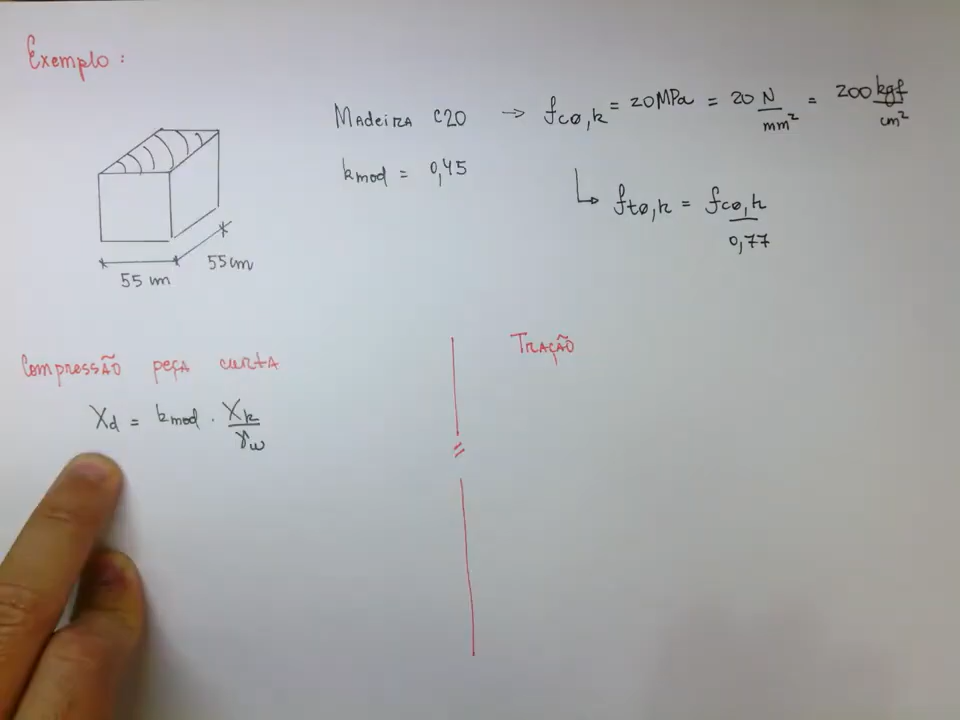 Exemplo:
Madeira C20 → fc0,k = 20MPa = 20 N/mm² = 200 kgf/cm²
kmod = 0,45
↳ ft0,k = fc0,k/0,77
55 cm
55 cm
Compressão peça curta
Tração
Xd = kmod . Xk/γw